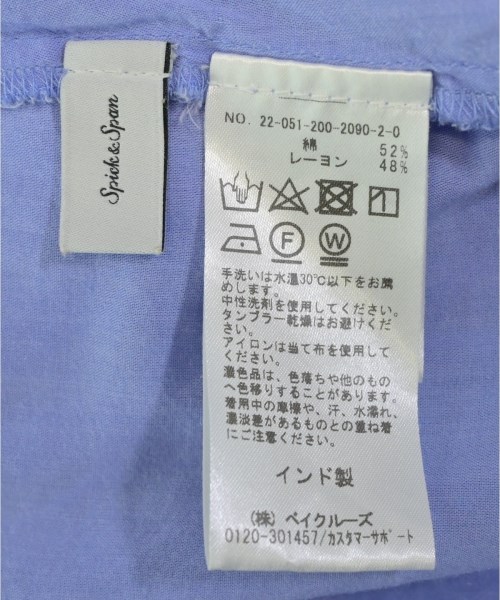 Spick&Span
NO. 22-051-200-2090-2-0
綿 52%
レーヨン 48%
F
W
手洗いは水温30℃以下をお薦
めします。
中性洗剤を使用してください。
タンブラー乾燥はお避けくだ
さい。
アイロンは当て布を使用して
ください。
濃色品は、色落ちや他のもの
へ色移りすることがあります。
着用中の摩擦や、汗、水濡れ、
濃淡差があるものとの重ね着
にご注意ください。
インド製
(株) ベイクルーズ
0120-301457/カスタマーサポート